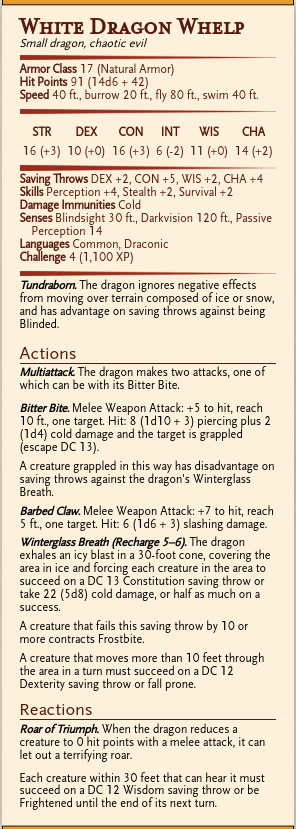 White Dragon Whelp
Small dragon, chaotic evil
Armor Class 17 (Natural Armor)
Hit Points 91 (14d6 + 42)
Speed 40 ft., burrow 20 ft., fly 80 ft., swim 40 ft.
STR DEX CON INT WIS CHA
16 (+3) 10 (+0) 16 (+3) 6 (-2) 11 (+0) 14 (+2)
Saving Throws DEX +2, CON +5, WIS +2, CHA +4
Skills Perception +4, Stealth +2, Survival +2
Damage Immunities Cold
Senses Blindsight 30 ft., Darkvision 120 ft., Passive
Perception 14
Languages Common, Draconic
Challenge 4 (1,100 XP)
Tundraborn. The dragon ignores negative effects
from moving over terrain composed of ice or snow,
and has advantage on saving throws against being
Blinded.
Actions
Multiattack. The dragon makes two attacks, one of
which can be with its Bitter Bite.
Bitter Bite. Melee Weapon Attack: +5 to hit, reach
10 ft., one target. Hit: 8 (1d10 + 3) piercing plus 2
(1d4) cold damage and the target is grappled
(escape DC 13).
A creature grappled in this way has disadvantage on
saving throws against the dragon's Winterglass
Breath.
Barbed Claw. Melee Weapon Attack: +7 to hit, reach
5 ft., one target. Hit: 6 (1d6 + 3) slashing damage.
Winterglass Breath (Recharge 5–6). The dragon
exhales an icy blast in a 30-foot cone, covering the
area in ice and forcing each creature in the area to
succeed on a DC 13 Constitution saving throw or
take 22 (5d8) cold damage, or half as much on a
success.
A creature that fails this saving throw by 10 or
more contracts Frostbite.
A creature that moves more than 10 feet through
the area in a turn must succeed on a DC 12
Dexterity saving throw or fall prone.
Reactions
Roar of Triumph. When the dragon reduces a
creature to 0 hit points with a melee attack, it can
let out a terrifying roar.
Each creature within 30 feet that can hear it must
succeed on a DC 12 Wisdom saving throw or be
Frightened until the end of its next turn.